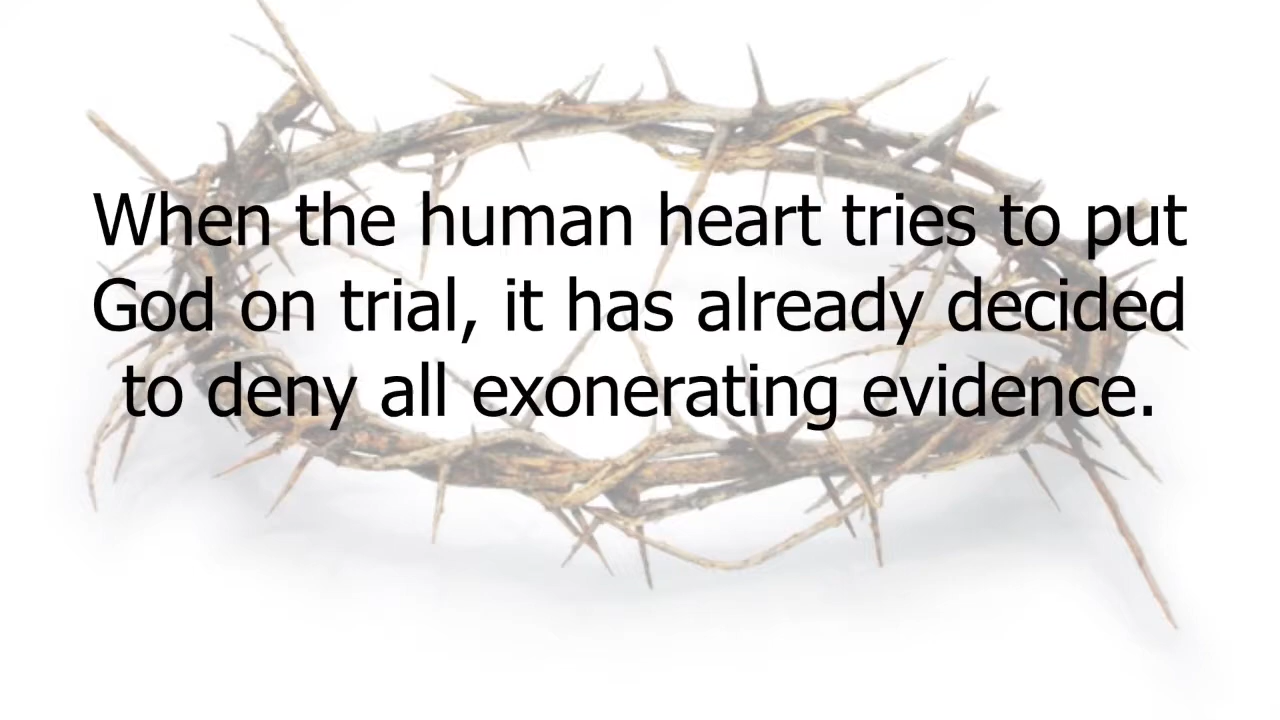 When the human heart tries to put
God on trial, it has already decided
to deny all exonerating evidence.